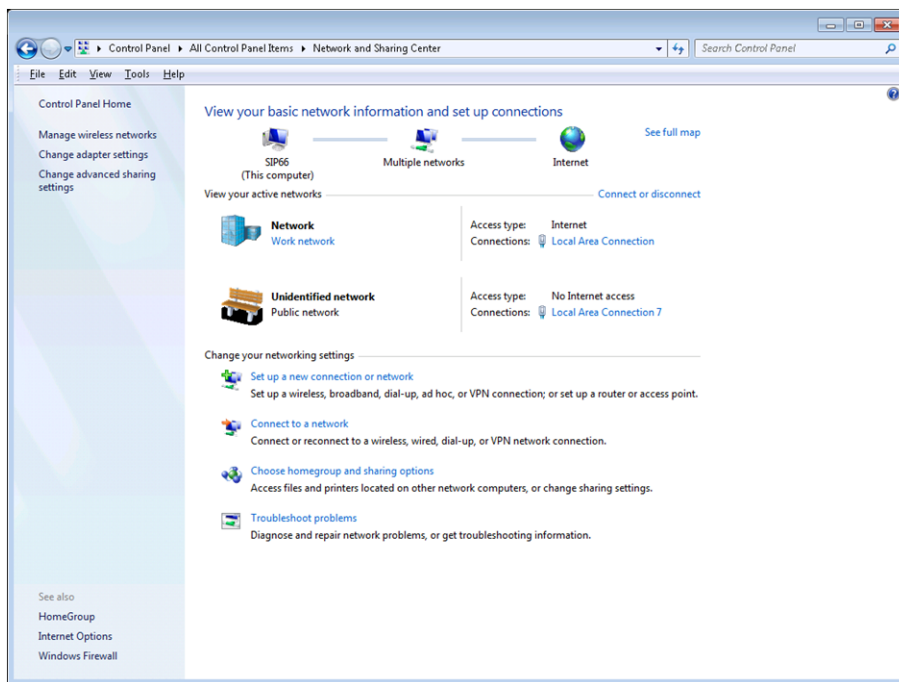 Control Panel ▸ All Control Panel Items ▸ Network and Sharing Center
Search Control Panel
File Edit View Tools Help
Control Panel Home
Manage wireless networks
Change adapter settings
Change advanced sharing
settings
See also
HomeGroup
Internet Options
Windows Firewall
View your basic network information and set up connections
See full map
SIP66
(This computer)
Multiple networks
Internet
View your active networks
Connect or disconnect
Network
Work network
Access type: Internet
Connections: Local Area Connection
Unidentified network
Public network
Access type: No Internet access
Connections: Local Area Connection 7
Change your networking settings
Set up a new connection or network
Set up a wireless, broadband, dial-up, ad hoc, or VPN connection; or set up a router or access point.
Connect to a network
Connect or reconnect to a wireless, wired, dial-up, or VPN network connection.
Choose homegroup and sharing options
Access files and printers located on other network computers, or change sharing settings.
Troubleshoot problems
Diagnose and repair network problems, or get troubleshooting information.